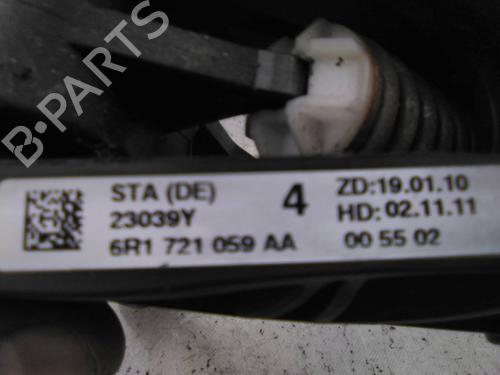 B-PARTS
STA (DE) 4 ZD:19.01.10
23039Y HD:02.11.11
6R1 721 059 AA 00 55 02